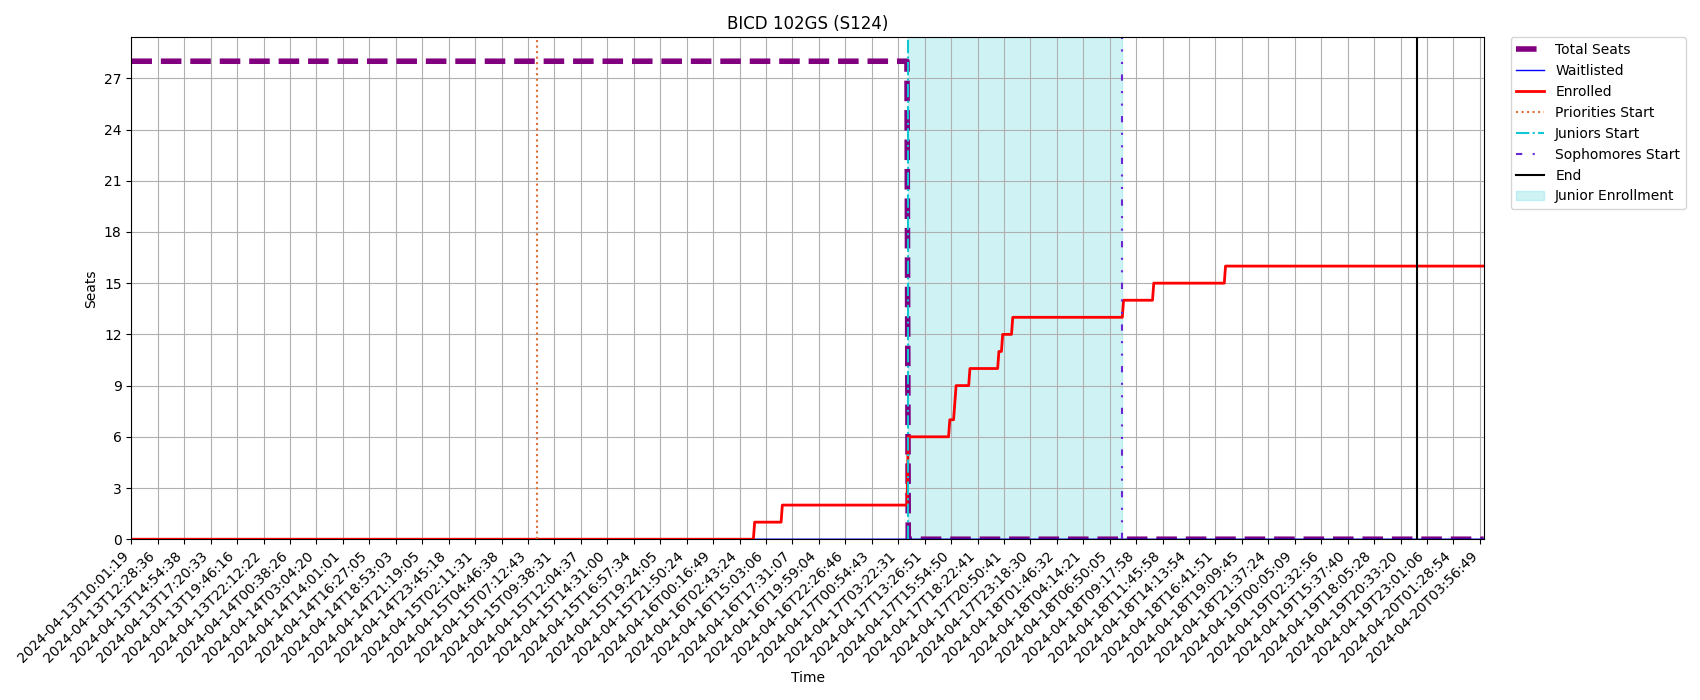 BICD 102GS (S124)
Total Seats
Waitlisted
Enrolled
Priorities Start
Juniors Start
Sophomores Start
End
Junior Enrollment
Seats
27
24
21
18
15
12
9
6
3
0
2024-04-13T10:01:19
2024-04-13T12:28:36
2024-04-13T14:54:38
2024-04-13T17:20:33
2024-04-13T19:46:16
2024-04-13T22:12:22
2024-04-14T00:38:26
2024-04-14T03:04:20
2024-04-14T14:01:01
2024-04-14T16:27:05
2024-04-14T18:53:03
2024-04-14T21:19:05
2024-04-14T23:45:18
2024-04-15T02:11:31
2024-04-15T04:46:38
2024-04-15T07:12:43
2024-04-15T09:38:31
2024-04-15T12:04:37
2024-04-15T14:31:00
2024-04-15T16:57:34
2024-04-15T19:24:05
2024-04-15T21:50:24
2024-04-16T00:16:49
2024-04-16T02:43:24
2024-04-16T15:03:06
2024-04-16T17:31:07
2024-04-16T19:59:04
2024-04-16T22:26:46
2024-04-17T00:54:43
2024-04-17T03:22:31
2024-04-17T13:26:51
2024-04-17T15:54:50
2024-04-17T18:22:41
2024-04-17T20:50:41
2024-04-17T23:18:30
2024-04-18T01:46:32
2024-04-18T04:14:21
2024-04-18T06:50:05
2024-04-18T09:17:58
2024-04-18T11:45:58
2024-04-18T14:13:54
2024-04-18T16:41:51
2024-04-18T19:09:45
2024-04-18T21:37:24
2024-04-19T00:05:09
2024-04-19T02:32:56
2024-04-19T15:37:40
2024-04-19T18:05:28
2024-04-19T20:33:20
2024-04-19T23:01:06
2024-04-20T01:28:54
2024-04-20T03:56:49
Time